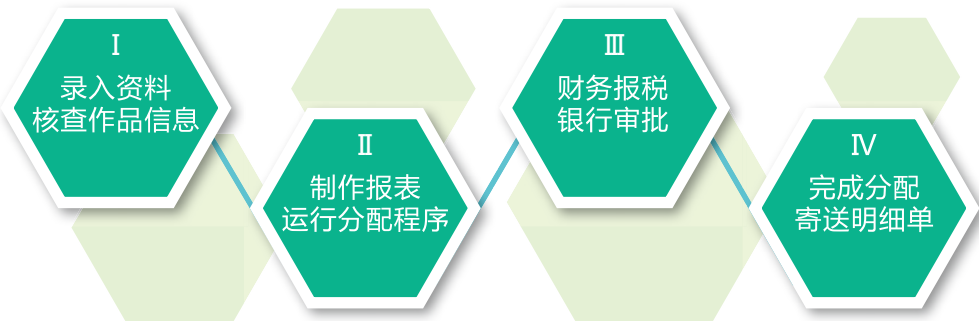 Ⅰ
录入资料
核查作品信息
Ⅱ
制作报表
运行分配程序
Ⅲ
财务报税
银行审批
Ⅳ
完成分配
寄送明细单